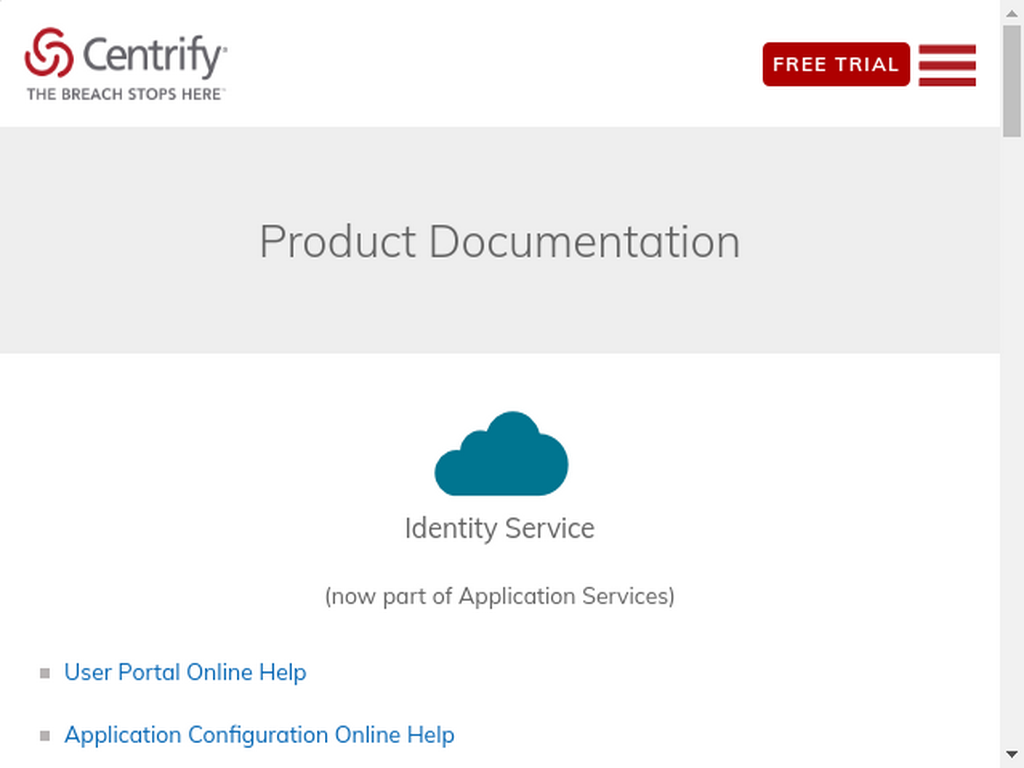 Centrify
THE BREACH STOPS HERE
FREE TRIAL
Product Documentation
Identity Service
(now part of Application Services)
User Portal Online Help
Application Configuration Online Help